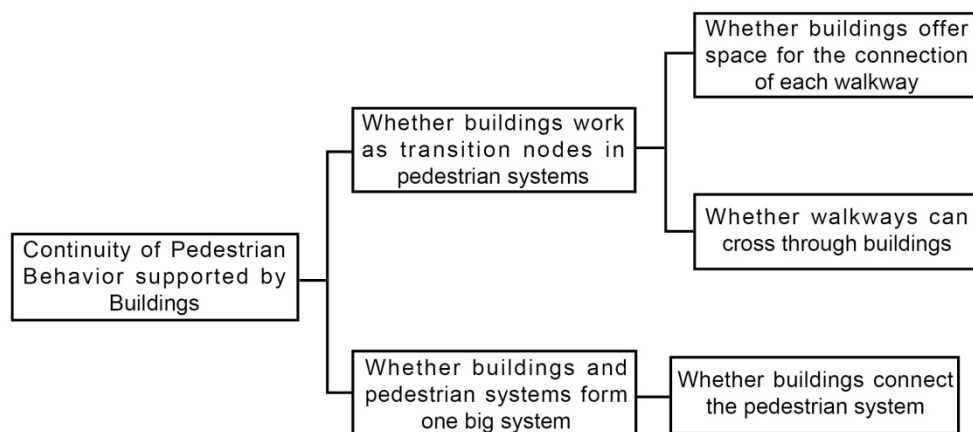 Whether buildings offer
space for the connection
of each walkway
Whether buildings work
as transition nodes in
pedestrian systems
Whether walkways can
cross through buildings
Continuity of Pedestrian
Behavior supported by
Buildings
Whether buildings and
pedestrian systems form
one big system
Whether buildings connect
the pedestrian system